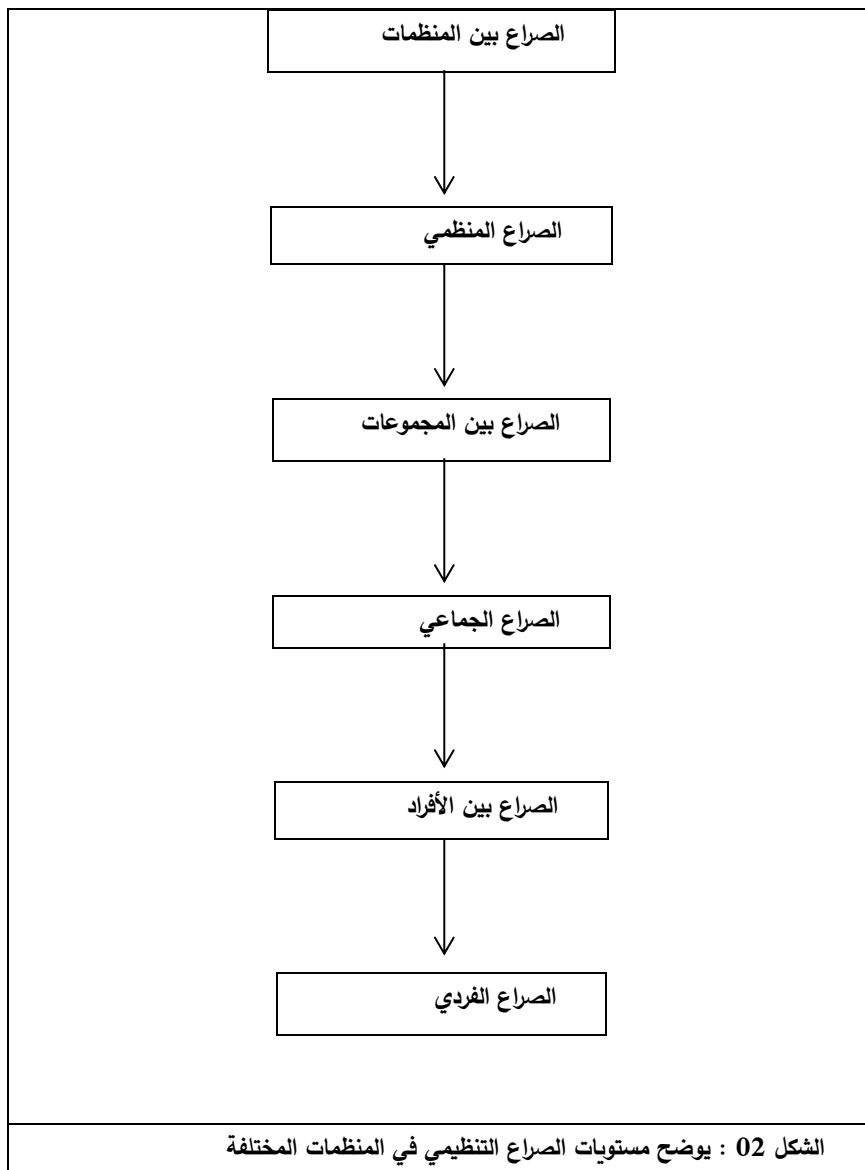 الصراع بين المنظمات
الصراع المنظمي
الصراع بين المجموعات
الصراع الجماعي
الصراع بين الأفراد
الصراع الفردي
الشكل 02 : يوضح مستويات الصراع التنظيمي في المنظمات المختلفة